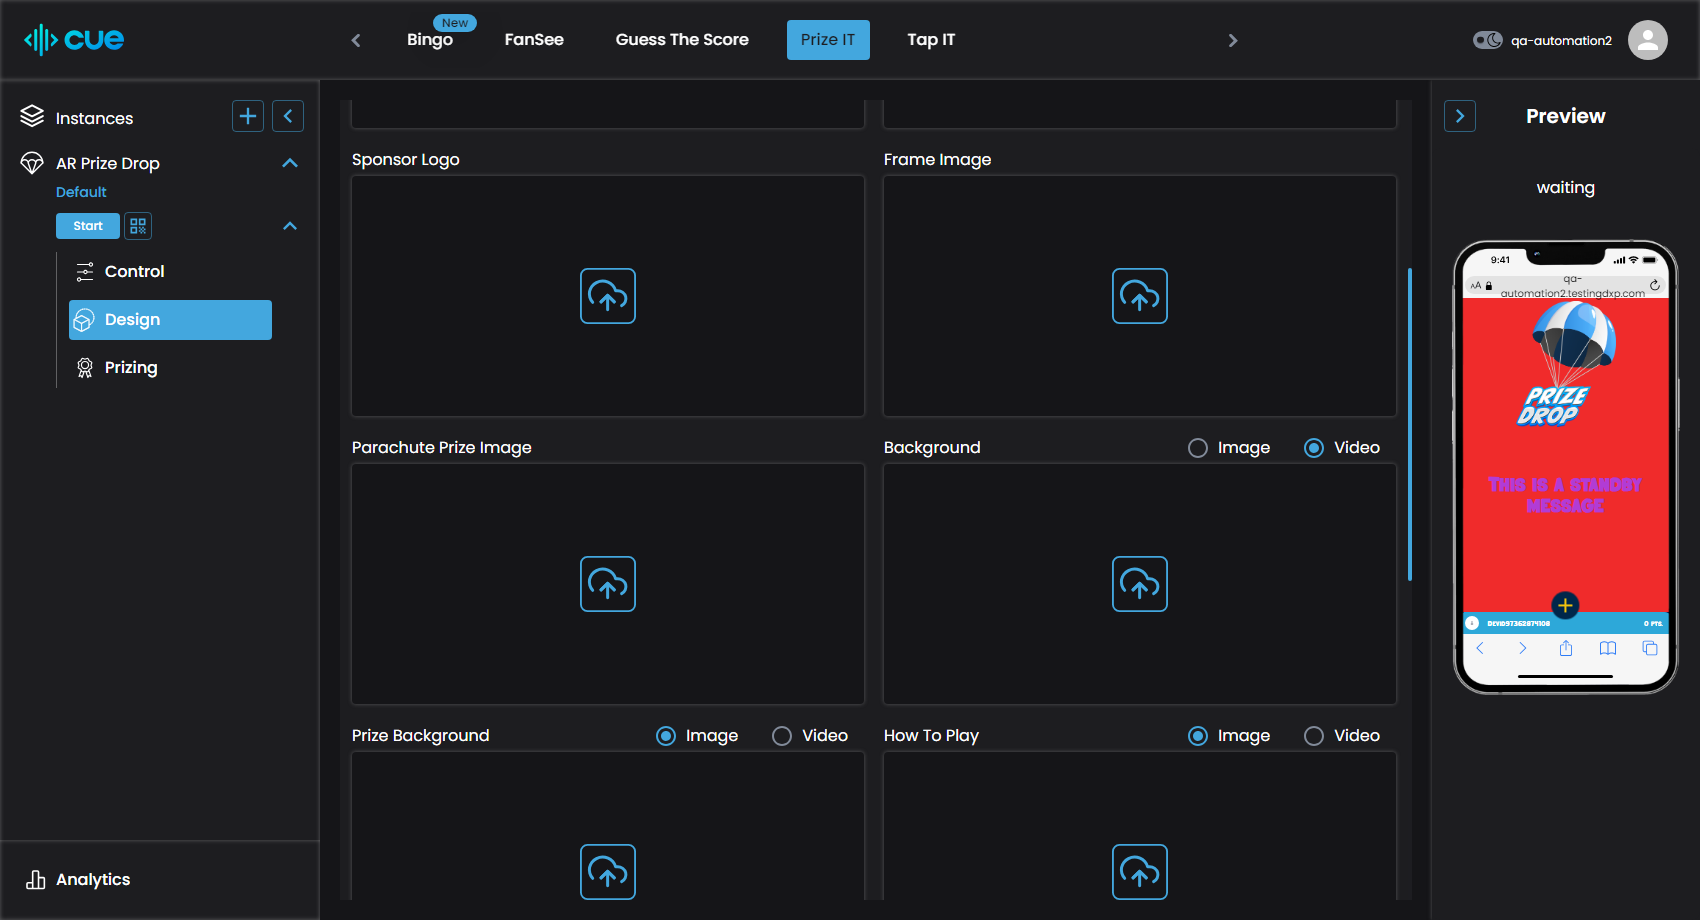 cue
New
Bingo
FanSee
Guess The Score
Prize IT
Tap IT
qa-automation2
Instances
AR Prize Drop
Default
Start
Control
Design
Prizing
Analytics
Sponsor Logo
Frame Image
Parachute Prize Image
Background
Image
Video
Prize Background
Image
Video
How To Play
Image
Video
Preview
waiting
9:41
AA
qa-
automation2.testingdxp.com
PRIZE
DROP
THIS IS A STANDBY
MESSAGE
0 PTS.